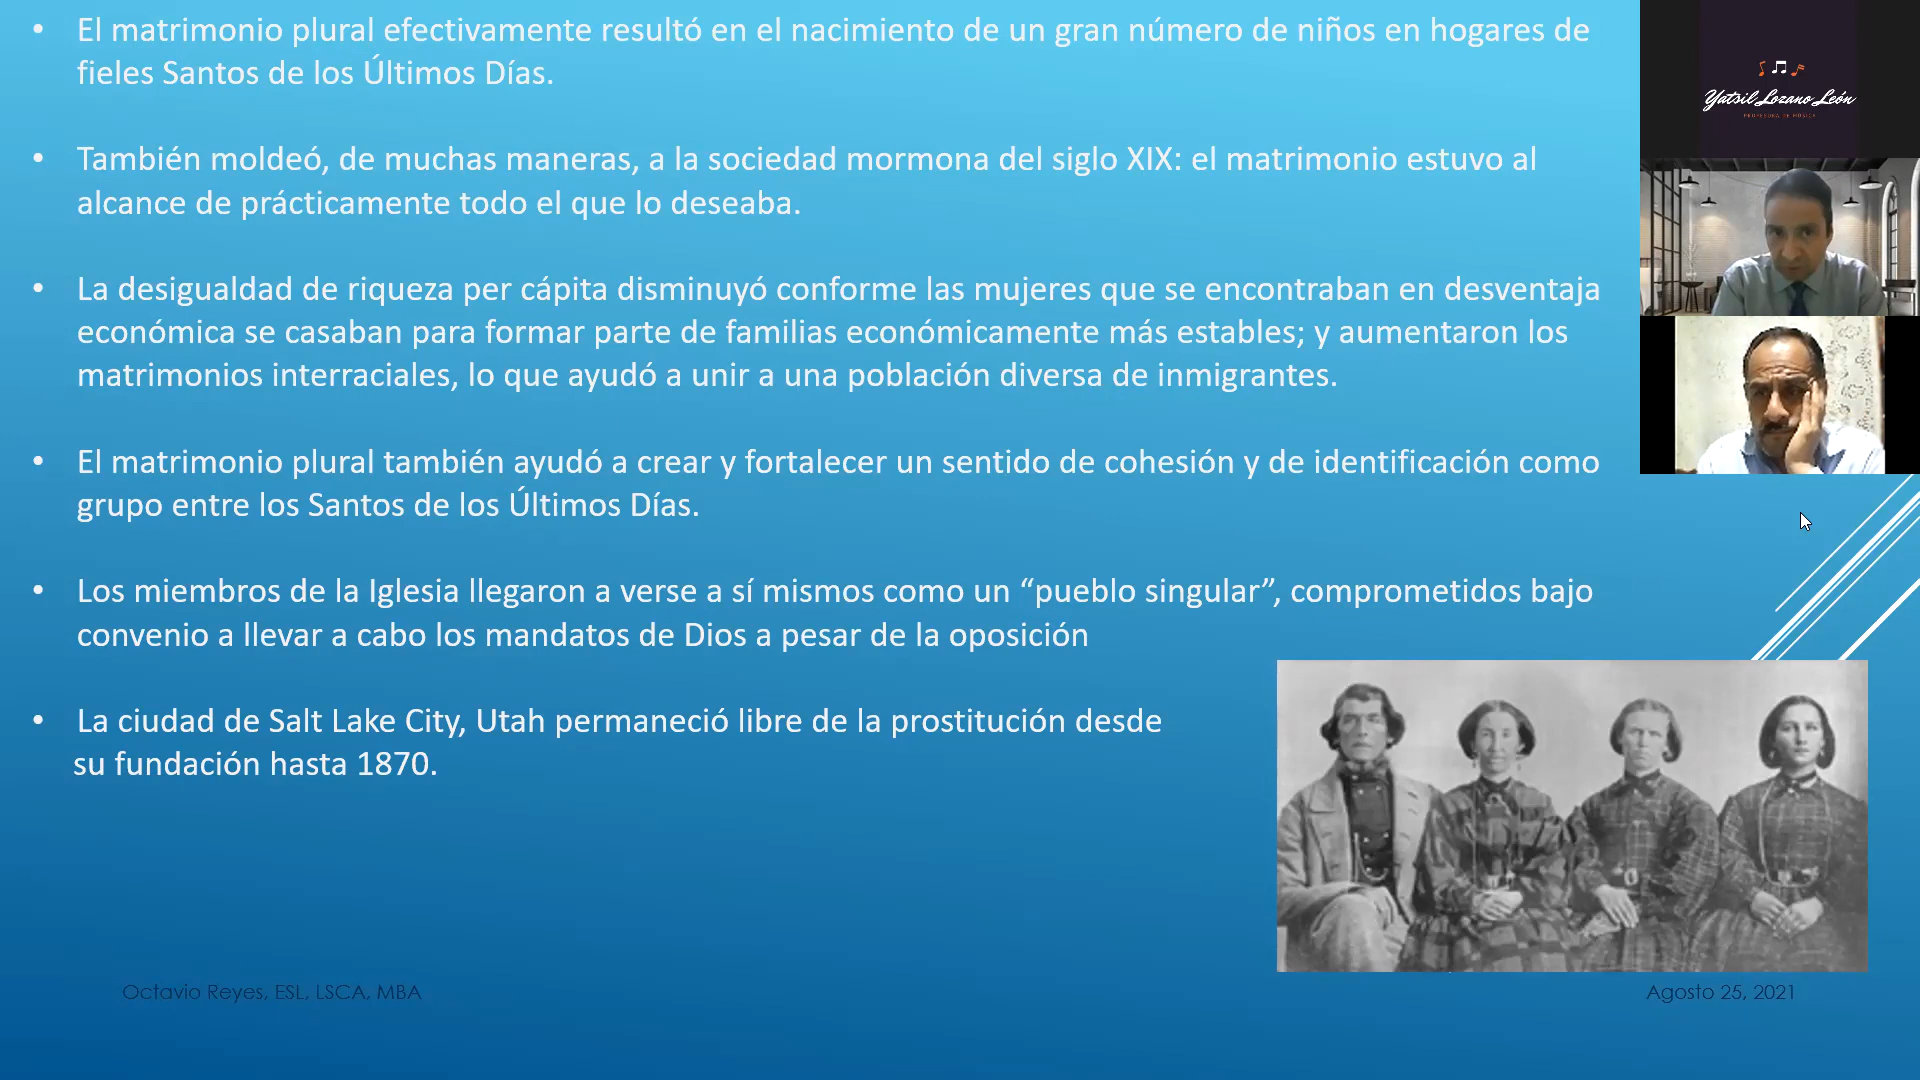 • El matrimonio plural efectivamente resultó en el nacimiento de un gran número de niños en hogares de
fieles Santos de los Últimos Días.
• También moldeó, de muchas maneras, a la sociedad mormona del siglo XIX: el matrimonio estuvo al
alcance de prácticamente todo el que lo deseaba.
• La desigualdad de riqueza per cápita disminuyó conforme las mujeres que se encontraban en desventaja
económica se casaban para formar parte de familias económicamente más estables; y aumentaron los
matrimonios interraciales, lo que ayudó a unir a una población diversa de inmigrantes.
• El matrimonio plural también ayudó a crear y fortalecer un sentido de cohesión y de identificación como
grupo entre los Santos de los Últimos Días.
• Los miembros de la Iglesia llegaron a verse a sí mismos como un “pueblo singular”, comprometidos bajo
convenio a llevar a cabo los mandatos de Dios a pesar de la oposición
• La ciudad de Salt Lake City, Utah permaneció libre de la prostitución desde
su fundación hasta 1870.
Octavio Reyes, ESL, LSCA, MBA
Agosto 25, 2021
Yatsil Lozano León
PROFESORA DE MÚSICA